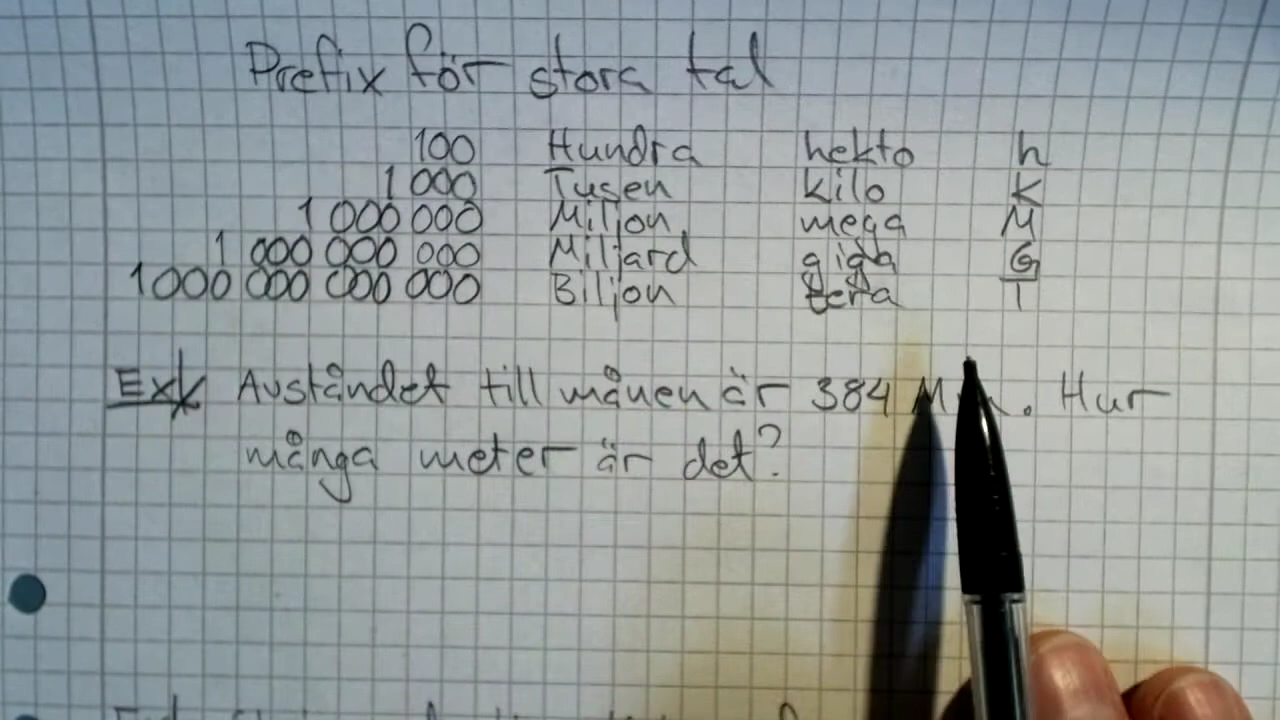 Prefix för stora tal
100 Hundra hekto h
1 000 Tusen kilo K
1 000 000 Miljon mega M
1 000 000 000 Miljard giga G
1000 000 000 000 Biljon tera T
Ex/ Avståndet till månen är 384 Mm. Hur
många meter är det?